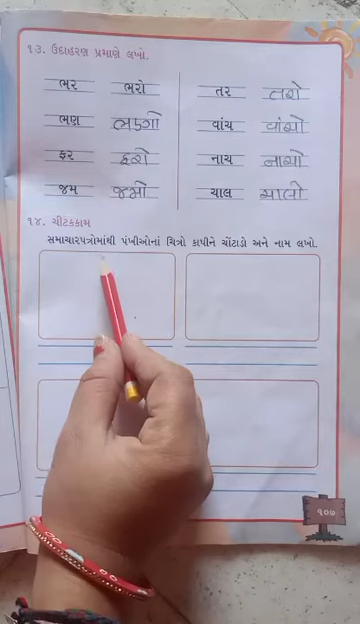 ૧૩. ઉદાહરણ પ્રમાણે લખો.
ભર ભરો તર તરો
ભણ ભણો વાંચ વાંચો
ફર ફરો નાચ નાચો
જમ જમો ચાલ ચાલો
૧૪. ચીટકકામ
સમાચારપત્રોમાંથી પંખીઓનાં ચિત્રો કાપીને ચોંટાડો અને નામ લખો.
૧૦૭